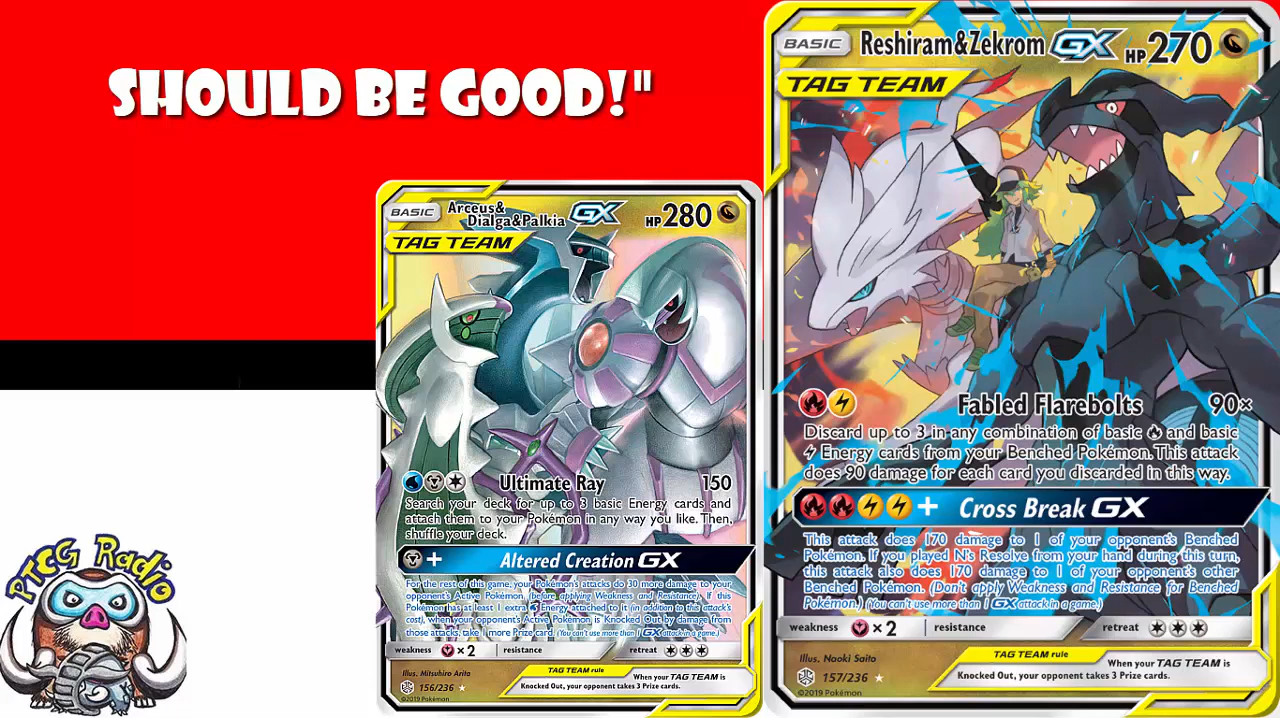 SHOULD BE GOOD!"
BASIC
Arceus&
Dialga&Palkia GX
HP 280
TAG TEAM
Ultimate Ray 150
Search your deck for up to 3 basic Energy cards and
attach them to your Pokémon in any way you like. Then,
shuffle your deck.
+ Altered Creation GX
For the rest of this game, your Pokémon's attacks do 30 more damage to your
opponent's Active Pokémon (before applying Weakness and Resistance). If this
Pokémon has at least 1 extra Energy attached to it (in addition to this attack's
cost), when your opponent's Active Pokémon is Knocked Out by damage from
those attacks, take 1 more Prize card. (You can't use more than 1 GX attack in a game.)
weakness ×2 resistance retreat
Illus. Mitsuhiro Arita
156/236
©2019 Pokémon
TAG TEAM rule
When your TAG TEAM is
Knocked Out, your opponent takes 3 Prize cards.
BASIC
Reshiram&Zekrom GX
HP 270
TAG TEAM
Fabled Flarebolts 90×
Discard up to 3 in any combination of basic and basic
Energy cards from your Benched Pokémon. This attack
does 90 damage for each card you discarded in this way.
+ Cross Break GX
This attack does 170 damage to 1 of your opponent's Benched
Pokémon. If you played N's Resolve from your hand during this turn,
this attack also does 170 damage to 1 of your opponent's other
Benched Pokémon. (Don't apply Weakness and Resistance for Benched
Pokémon.) (You can't use more than 1 GX attack in a game.)
weakness ×2 resistance retreat
Illus. Naoki Saito
157/236
©2019 Pokémon
TAG TEAM rule
When your TAG TEAM is
Knocked Out, your opponent takes 3 Prize cards.
PTCG Radio